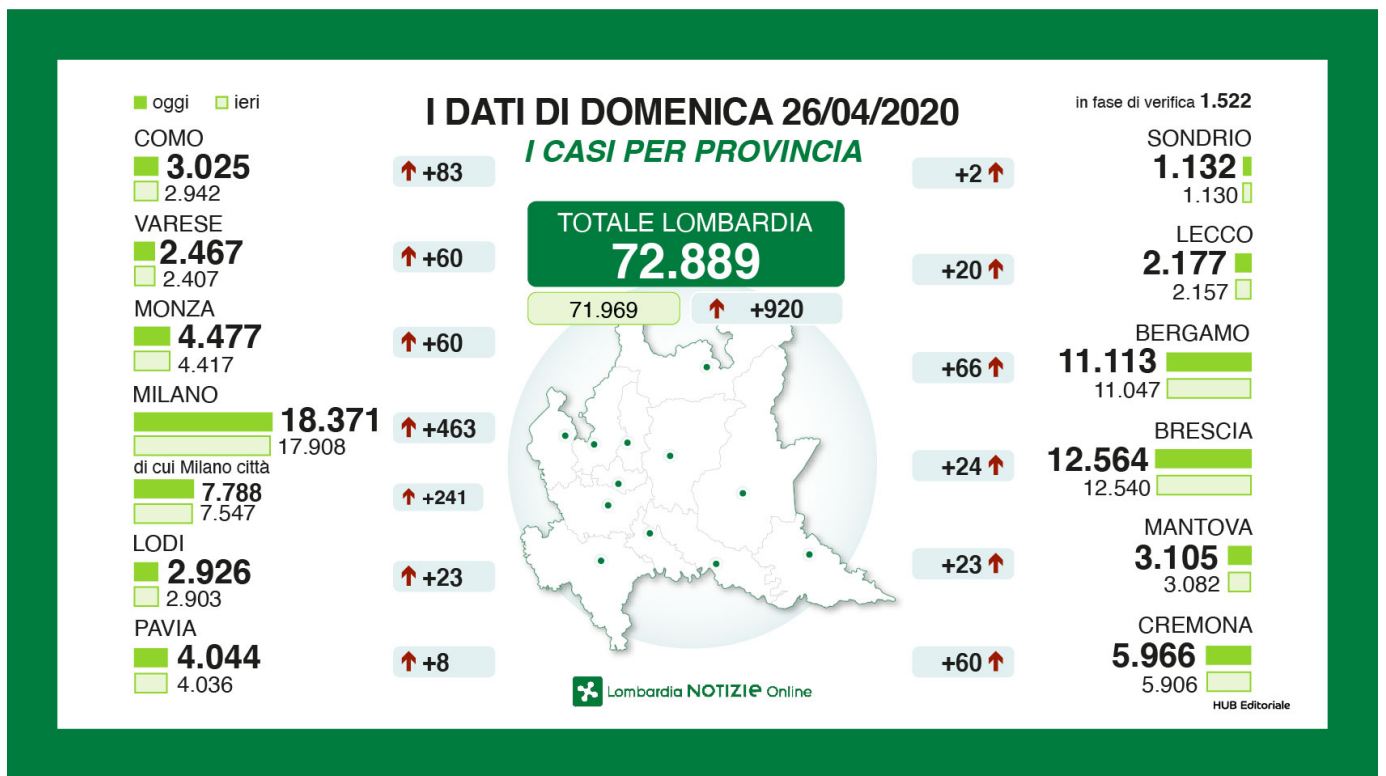 oggi
ieri
I DATI DI DOMENICA 26/04/2020
I CASI PER PROVINCIA
in fase di verifica 1.522
COMO
3.025
2.942
+83
VARESE
2.467
2.407
+60
MONZA
4.477
4.417
+60
MILANO
18.371
17.908
+463
di cui Milano città
7.788
7.547
+241
LODI
2.926
2.903
+23
PAVIA
4.044
4.036
+8
TOTALE LOMBARDIA
72.889
71.969
+920
Lombardia NOTIZIE Online
SONDRIO
+2
1.132
1.130
LECCO
+20
2.177
2.157
BERGAMO
+66
11.113
11.047
BRESCIA
+24
12.564
12.540
MANTOVA
+23
3.105
3.082
CREMONA
+60
5.966
5.906
HUB Editoriale